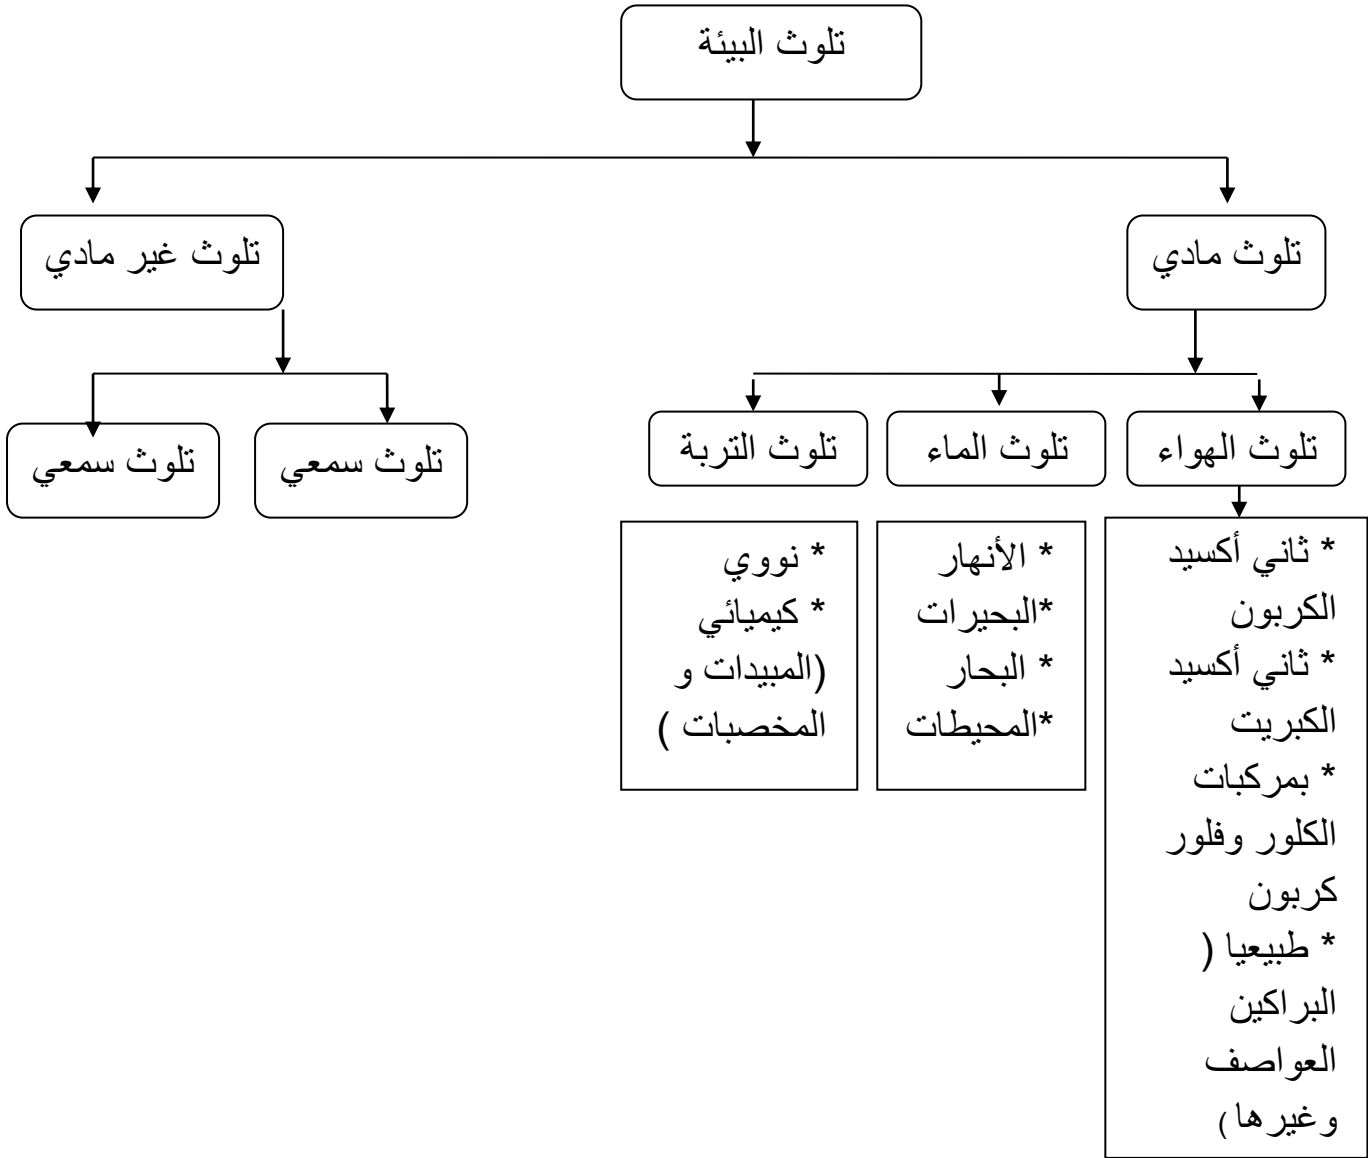 تلوث البيئة
تلوث مادي
تلوث غير مادي
تلوث الهواء
تلوث الماء
تلوث التربة
تلوث سمعي
تلوث سمعي
* ثاني أكسيد
الكربون
* ثاني أكسيد
الكبريت
* بمركبات
الكلور وفلور
كربون
* طبيعيا (
البراكين
العواصف
وغيرها)
* الأنهار
*البحيرات
* البحار
*المحيطات
* نووي
* كيميائي
(المبيدات و
المخصبات )